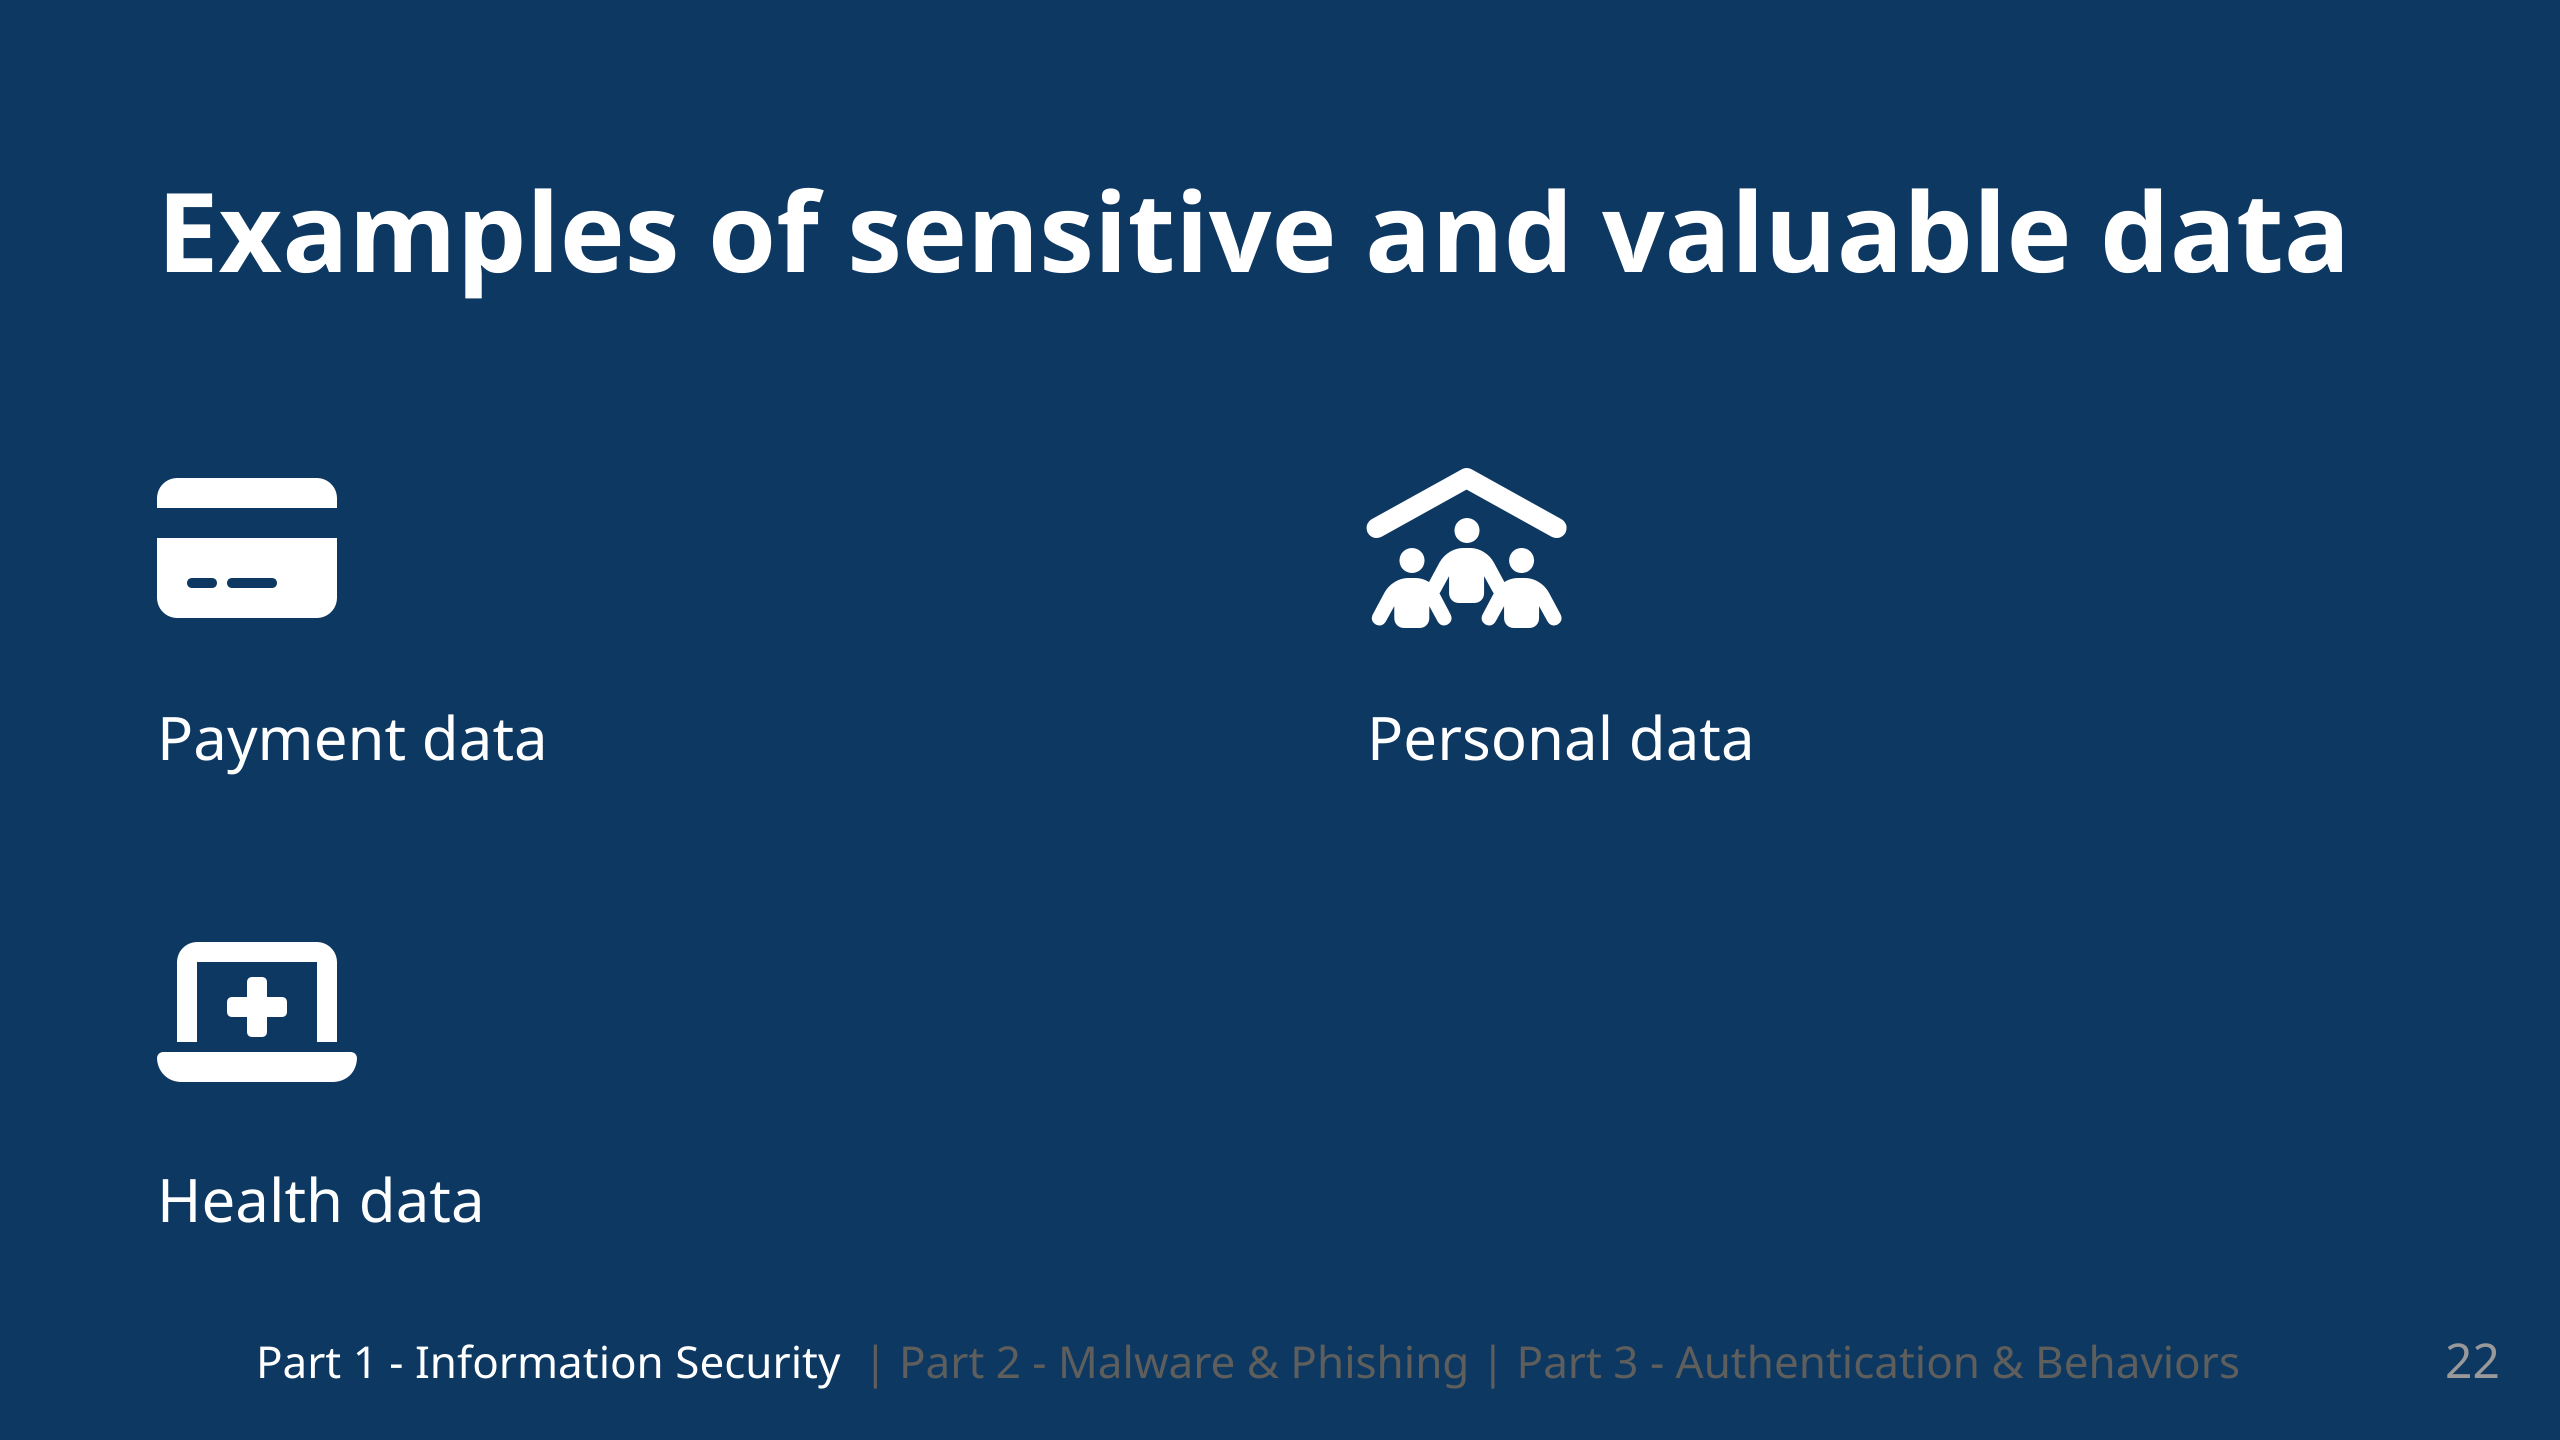 Examples of sensitive and valuable data
Payment data
Personal data
Health data
Part 1 - Information Security | Part 2 - Malware & Phishing | Part 3 - Authentication & Behaviors
22